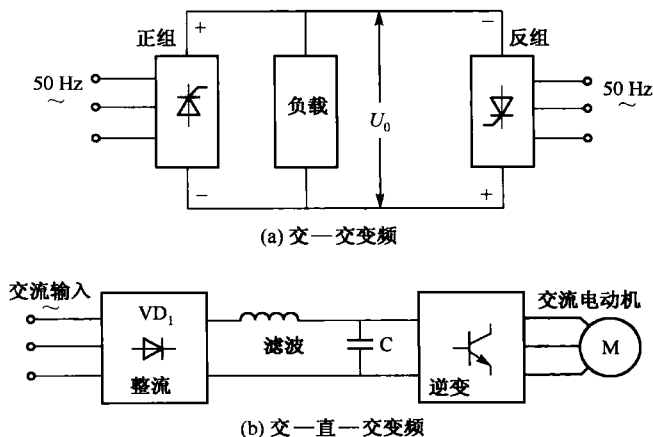 正组
+
−
反组
50 Hz
~
负载
U₀
50 Hz
~
−
+
(a) 交—交变频
交流输入
~
VD₁
整流
滤波
C
逆变
交流电动机
M
(b) 交—直—交变频